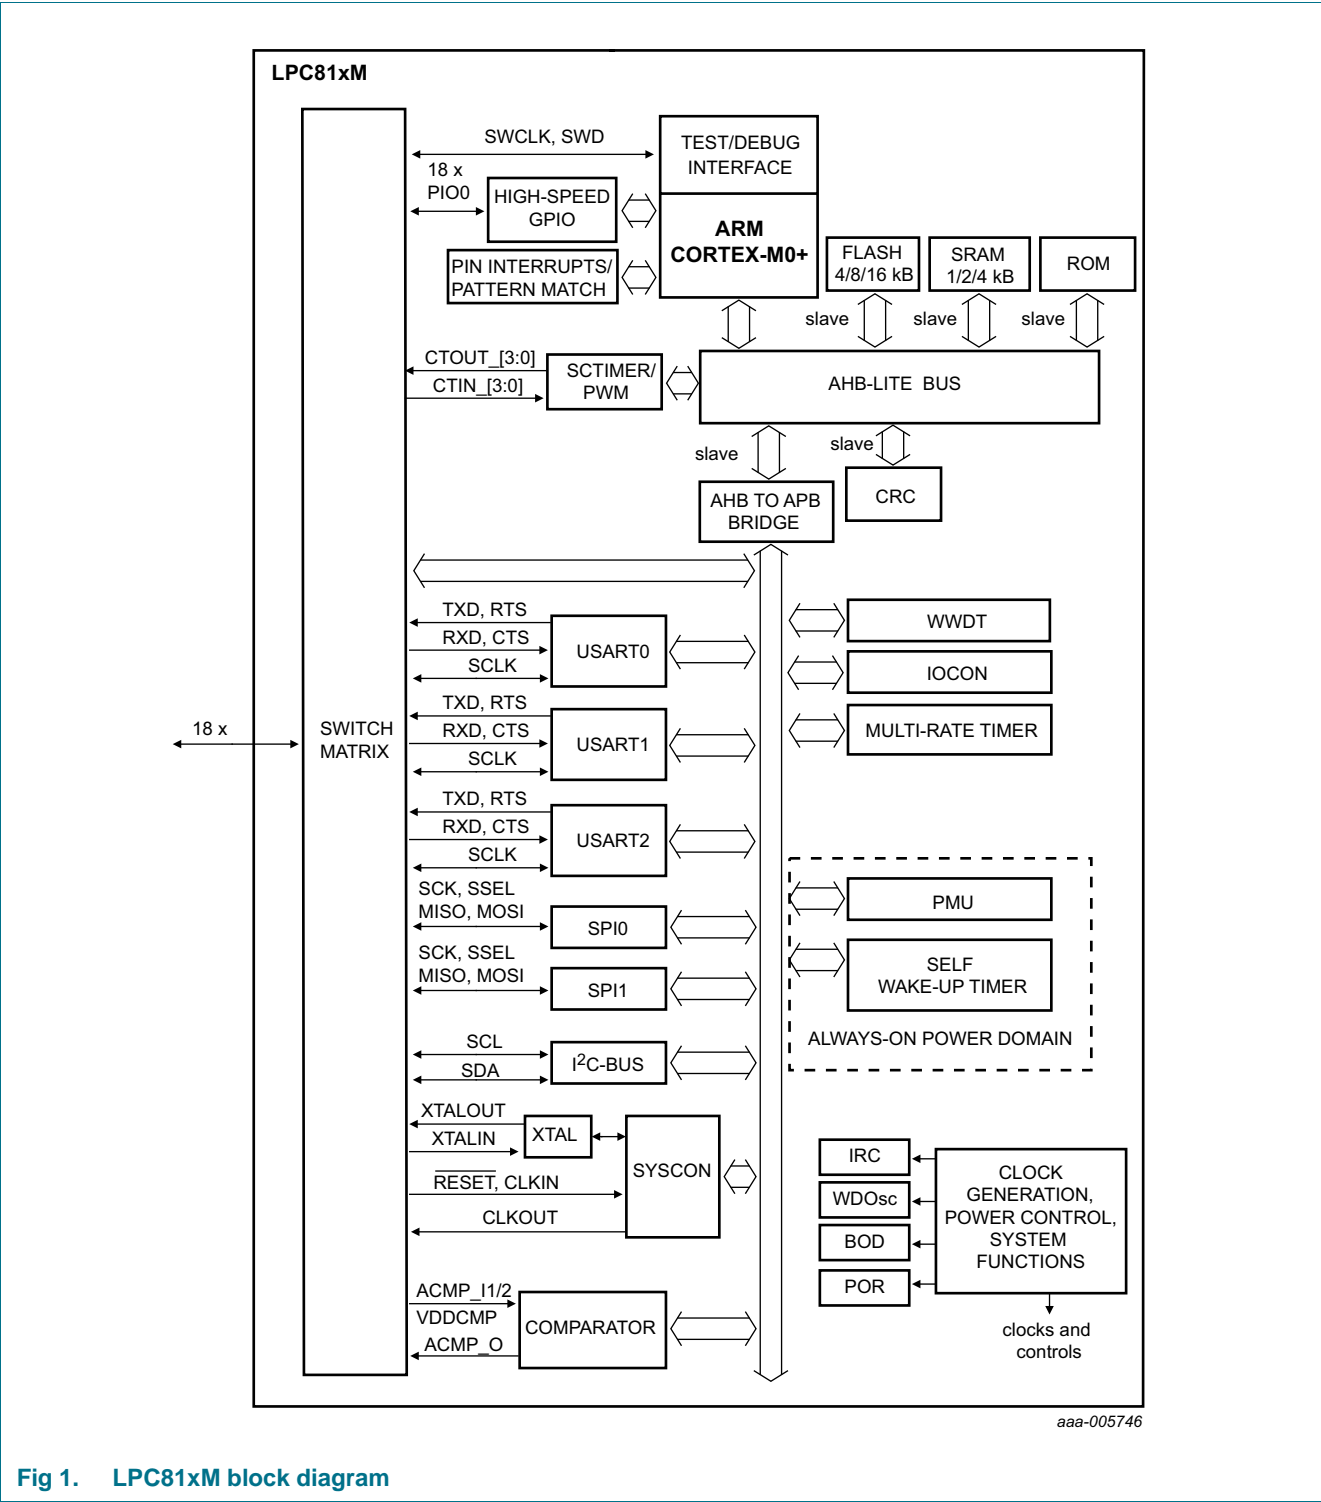 LPC81xM
SWCLK, SWD
TEST/DEBUG
INTERFACE
18 x
PIO0
HIGH-SPEED
GPIO
ARM
CORTEX-M0+
PIN INTERRUPTS/
PATTERN MATCH
FLASH
4/8/16 kB
SRAM
1/2/4 kB
ROM
slave
slave
slave
CTOUT_[3:0]
CTIN_[3:0]
SCTIMER/
PWM
AHB-LITE BUS
slave
slave
AHB TO APB
BRIDGE
CRC
TXD, RTS
RXD, CTS
SCLK
USART0
WWDT
IOCON
TXD, RTS
RXD, CTS
SCLK
USART1
MULTI-RATE TIMER
18 x
SWITCH
MATRIX
TXD, RTS
RXD, CTS
SCLK
USART2
SCK, SSEL
MISO, MOSI
SPI0
PMU
SCK, SSEL
MISO, MOSI
SPI1
SELF
WAKE-UP TIMER
ALWAYS-ON POWER DOMAIN
SCL
SDA
I2C-BUS
XTALOUT
XTALIN
XTAL
RESET, CLKIN
CLKOUT
SYSCON
IRC
WDOsc
BOD
POR
CLOCK
GENERATION,
POWER CONTROL,
SYSTEM
FUNCTIONS
clocks and
controls
ACMP_I1/2
VDDCMP
ACMP_O
COMPARATOR
aaa-005746
Fig 1. LPC81xM block diagram